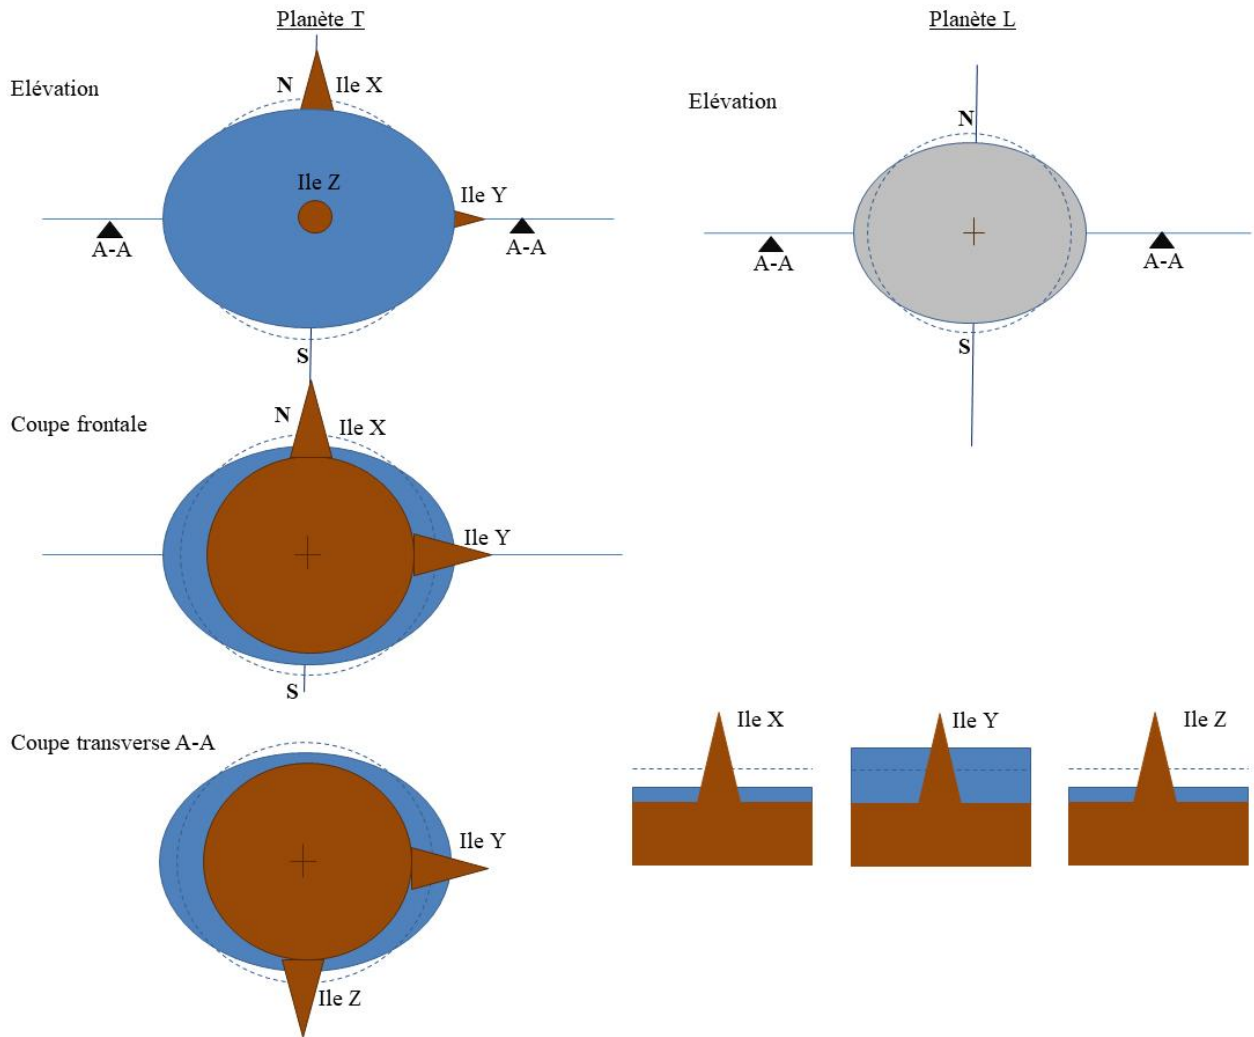 Planète T
Planète L
Elévation
N
Ile X
Ile Z
Ile Y
A-A
A-A
S
Elévation
N
A-A
A-A
S
Coupe frontale
N
Ile X
Ile Y
S
Coupe transverse A-A
Ile Y
Ile Z
Ile X
Ile Y
Ile Z